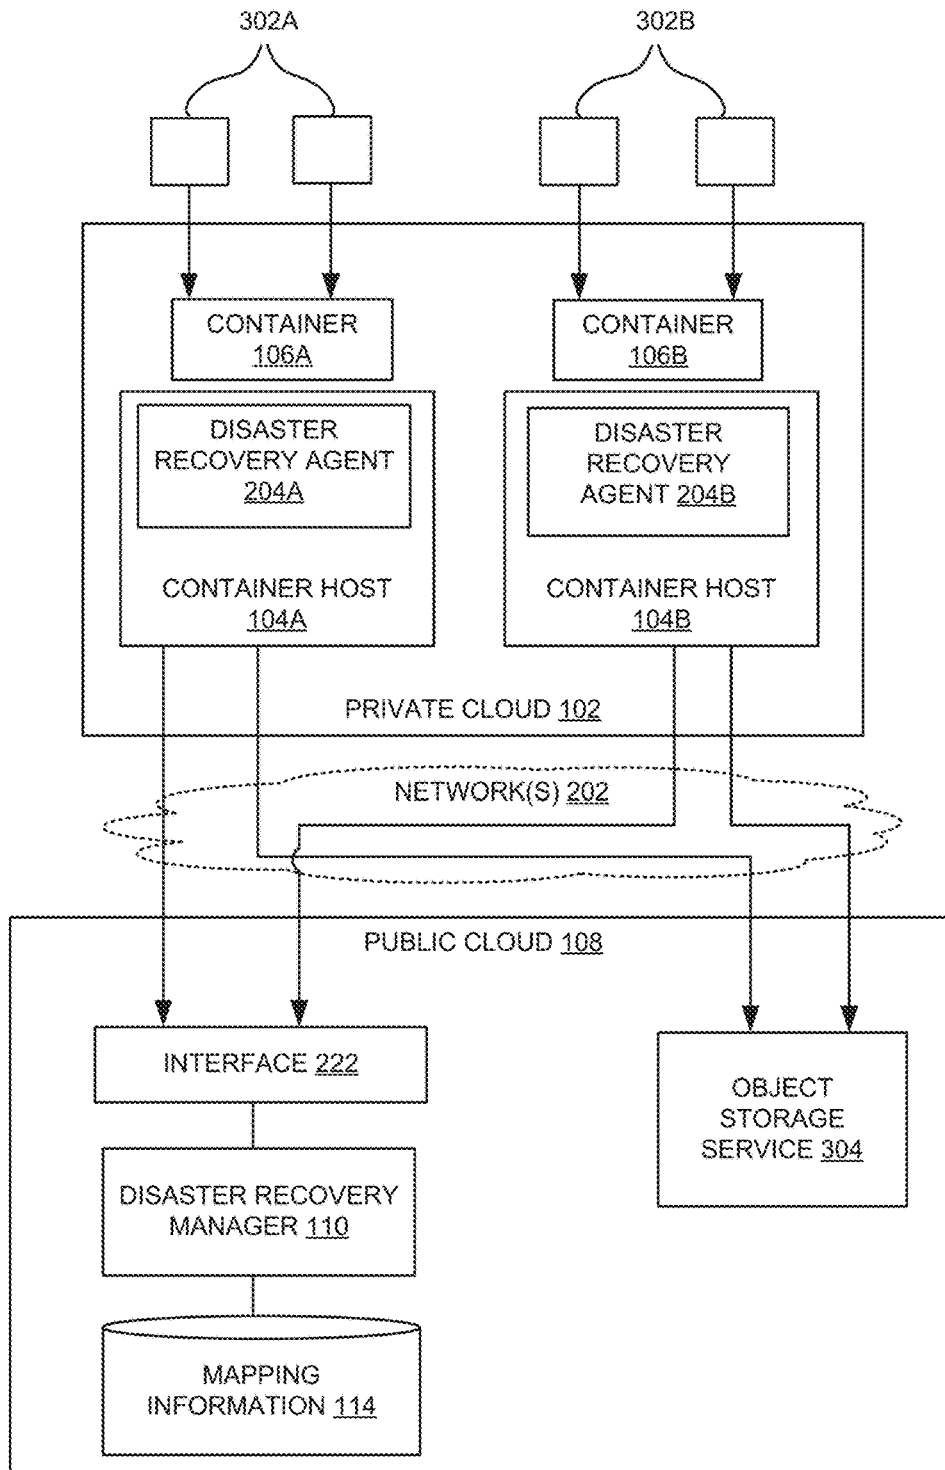 302A
302B
CONTAINER
106A
CONTAINER
106B
DISASTER
RECOVERY AGENT
204A
DISASTER
RECOVERY
AGENT 204B
CONTAINER HOST
104A
CONTAINER HOST
104B
PRIVATE CLOUD 102
NETWORK(S) 202
PUBLIC CLOUD 108
INTERFACE 222
OBJECT
STORAGE
SERVICE 304
DISASTER RECOVERY
MANAGER 110
MAPPING
INFORMATION 114